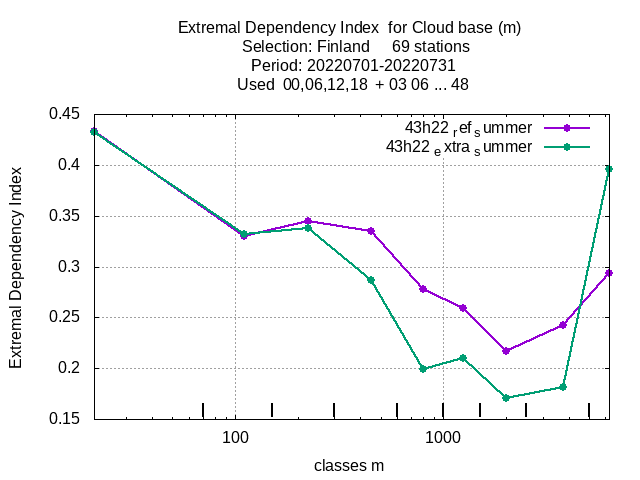 Extremal Dependency Index  for Cloud base (m)
Selection: Finland     69 stations
Period: 20220701-20220731
Used  00,06,12,18  + 03 06 ... 48
43h22 ref summer
43h22 extra summer
0.45
0.4
0.35
0.3
0.25
0.2
0.15
Extremal Dependency Index
100
1000
classes m